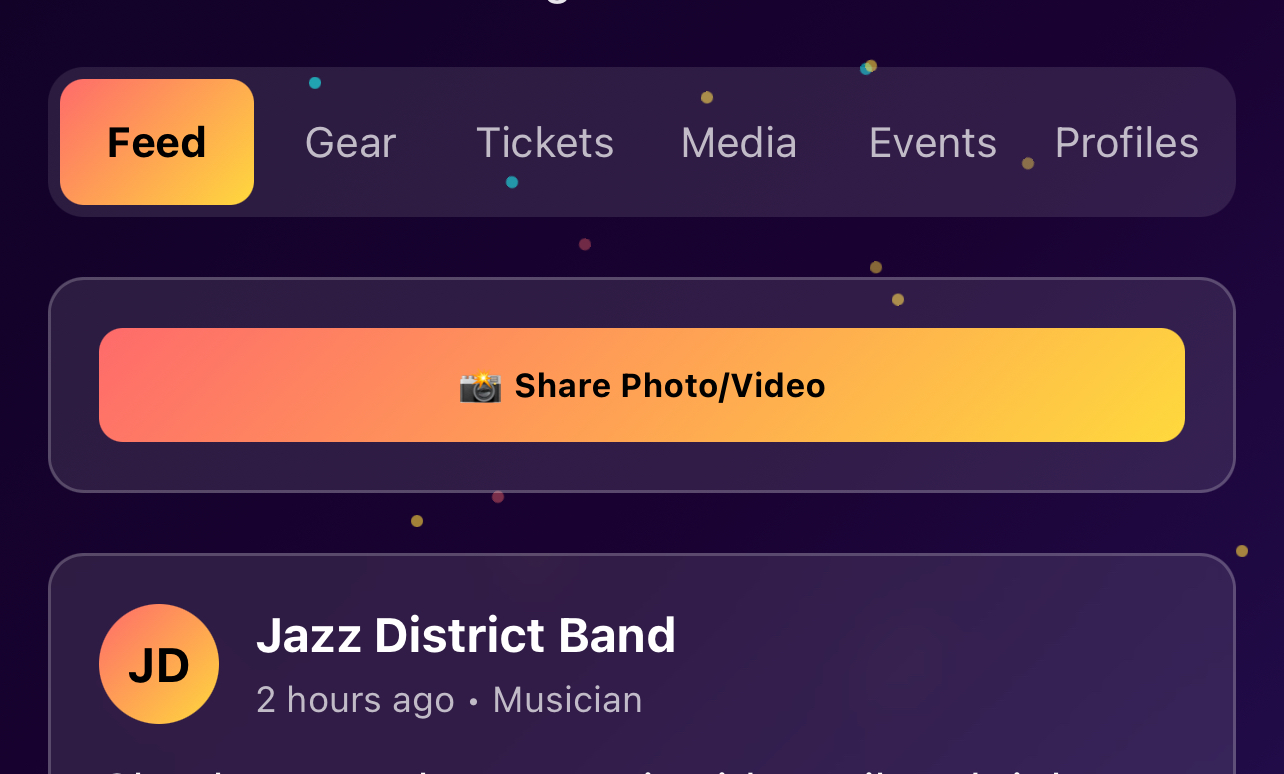 Feed Gear Tickets Media Events Profiles
📸 Share Photo/Video
JD
Jazz District Band
2 hours ago • Musician